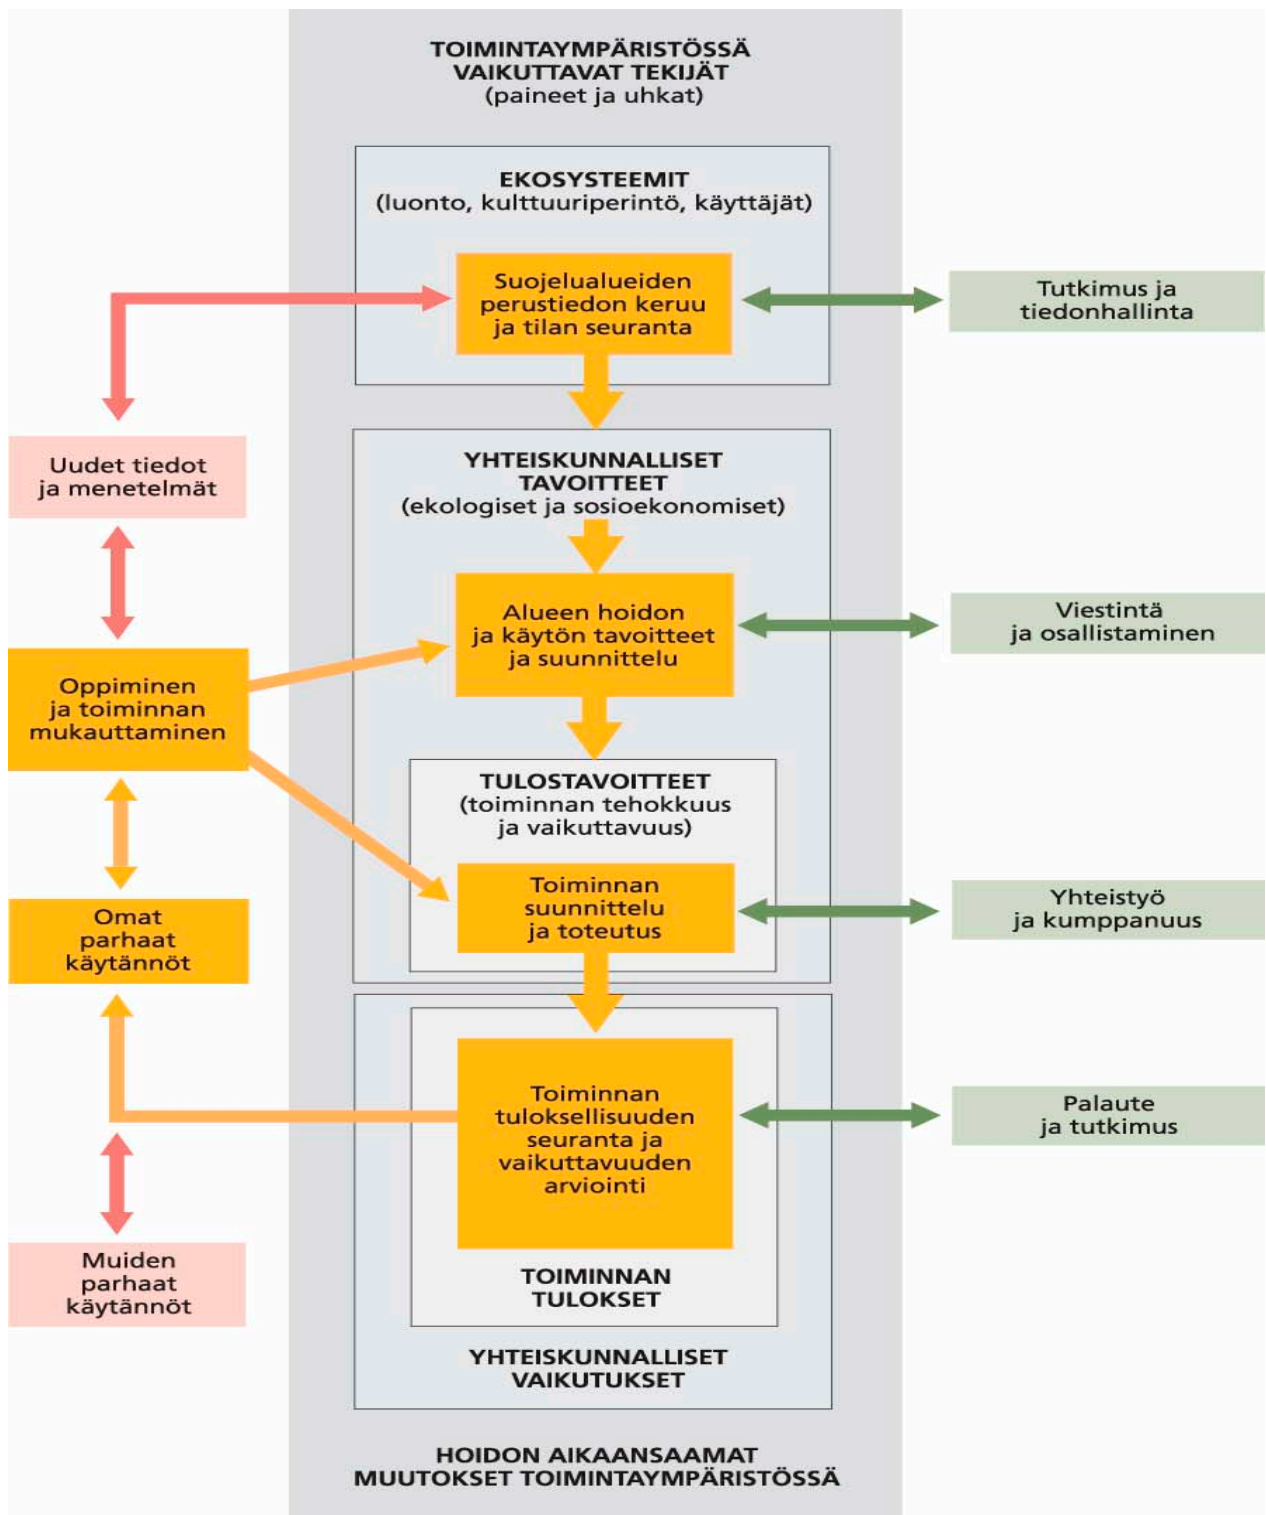 TOIMINTAYMPÄRISTÖSSÄ
VAIKUTTAVAT TEKIJÄT
(paineet ja uhkat)
EKOSYSTEEMIT
(luonto, kulttuuriperintö, käyttäjät)
Suojelualueiden
perustiedon keruu
ja tilan seuranta
Tutkimus ja
tiedonhallinta
Uudet tiedot
ja menetelmät
YHTEISKUNNALLISET
TAVOITTEET
(ekologiset ja sosioekonomiset)
Alueen hoidon
ja käytön tavoitteet
ja suunnittelu
Viestintä
ja osallistaminen
Oppiminen
ja toiminnan
mukauttaminen
TULOSTAVOITTEET
(toiminnan tehokkuus
ja vaikuttavuus)
Toiminnan
suunnittelu
ja toteutus
Yhteistyö
ja kumppanuus
Omat
parhaat
käytännöt
Toiminnan
tuloksellisuuden
seuranta ja
vaikuttavuuden
arviointi
Palaute
ja tutkimus
Muiden
parhaat
käytännöt
TOIMINNAN
TULOKSET
YHTEISKUNNALLISET
VAIKUTUKSET
HOIDON AIKAANSAAMAT
MUUTOKSET TOIMINTAYMPÄRISTÖSSÄ